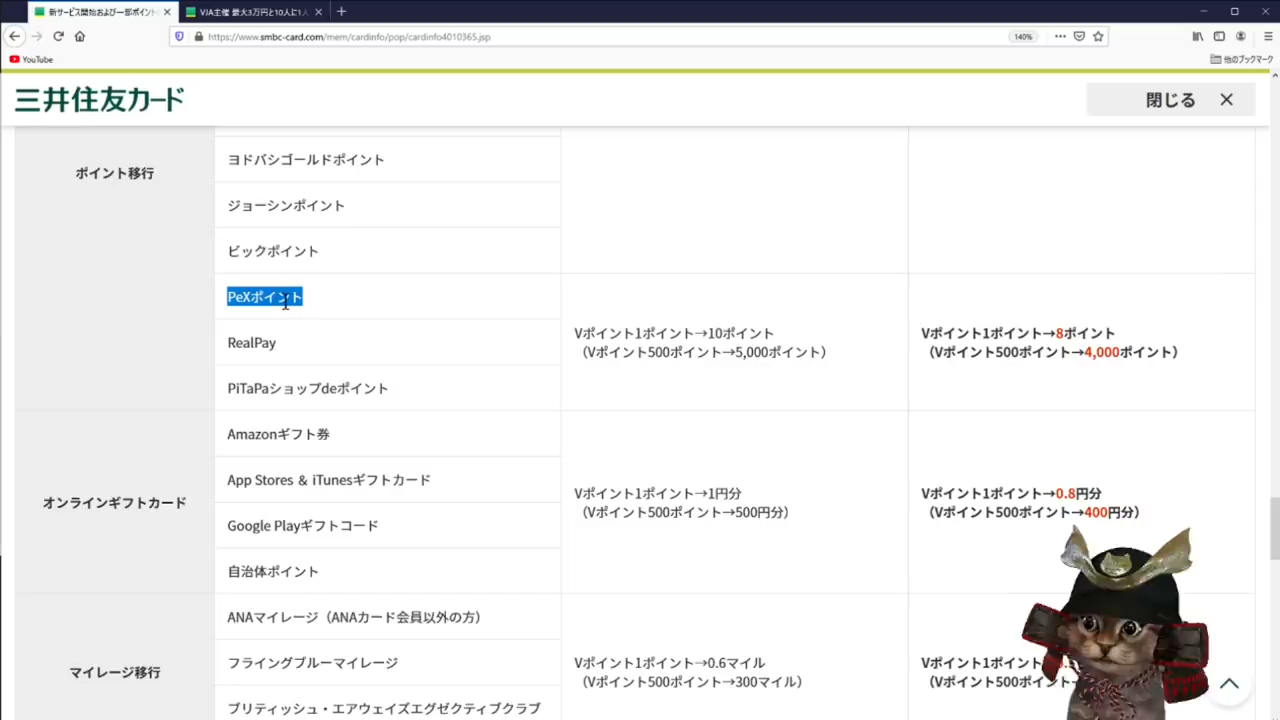 新サービス開始および一部ポイント
VJA主催 最大3万円と10人に1人
https://www.smbc-card.com/mem/cardinfo/pop/cardinfo4010365.jsp
140%
YouTube
他のブックマーク
三井住友カード
閉じる
ポイント移行
ヨドバシゴールドポイント
ジョーシンポイント
ビックポイント
PeXポイント
RealPay
PiTaPaショップdeポイント
Vポイント1ポイント→10ポイント
（Vポイント500ポイント→5,000ポイント）
Vポイント1ポイント→8ポイント
（Vポイント500ポイント→4,000ポイント）
オンラインギフトカード
Amazonギフト券
App Stores & iTunesギフトカード
Google Playギフトコード
自治体ポイント
Vポイント1ポイント→1円分
（Vポイント500ポイント→500円分）
Vポイント1ポイント→0.8円分
（Vポイント500ポイント→400円分）
マイレージ移行
ANAマイレージ（ANAカード会員以外の方）
フライングブルーマイレージ
ブリティッシュ・エアウェイズエグゼクティブクラブ
Vポイント1ポイント→0.6マイル
（Vポイント500ポイント→300マイル）
Vポイント1ポイント
（Vポイント500ポイント